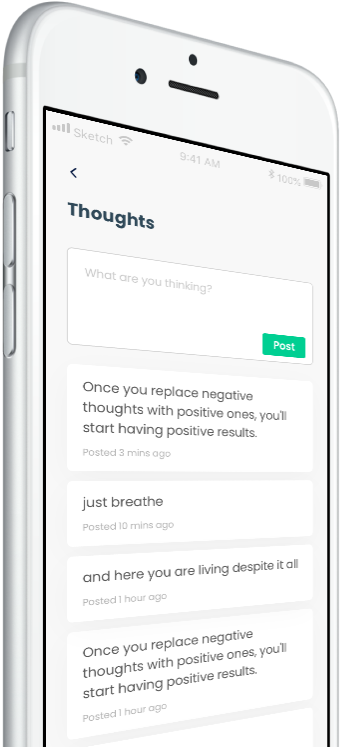 Sketch 9:41 AM 100%
Thoughts
What are you thinking?
Post
Once you replace negative
thoughts with positive ones, you'll
start having positive results.
Posted 3 mins ago
just breathe
Posted 10 mins ago
and here you are living despite it all
Posted 1 hour ago
Once you replace negative
thoughts with positive ones, you'll
start having positive results.
Posted 1 hour ago